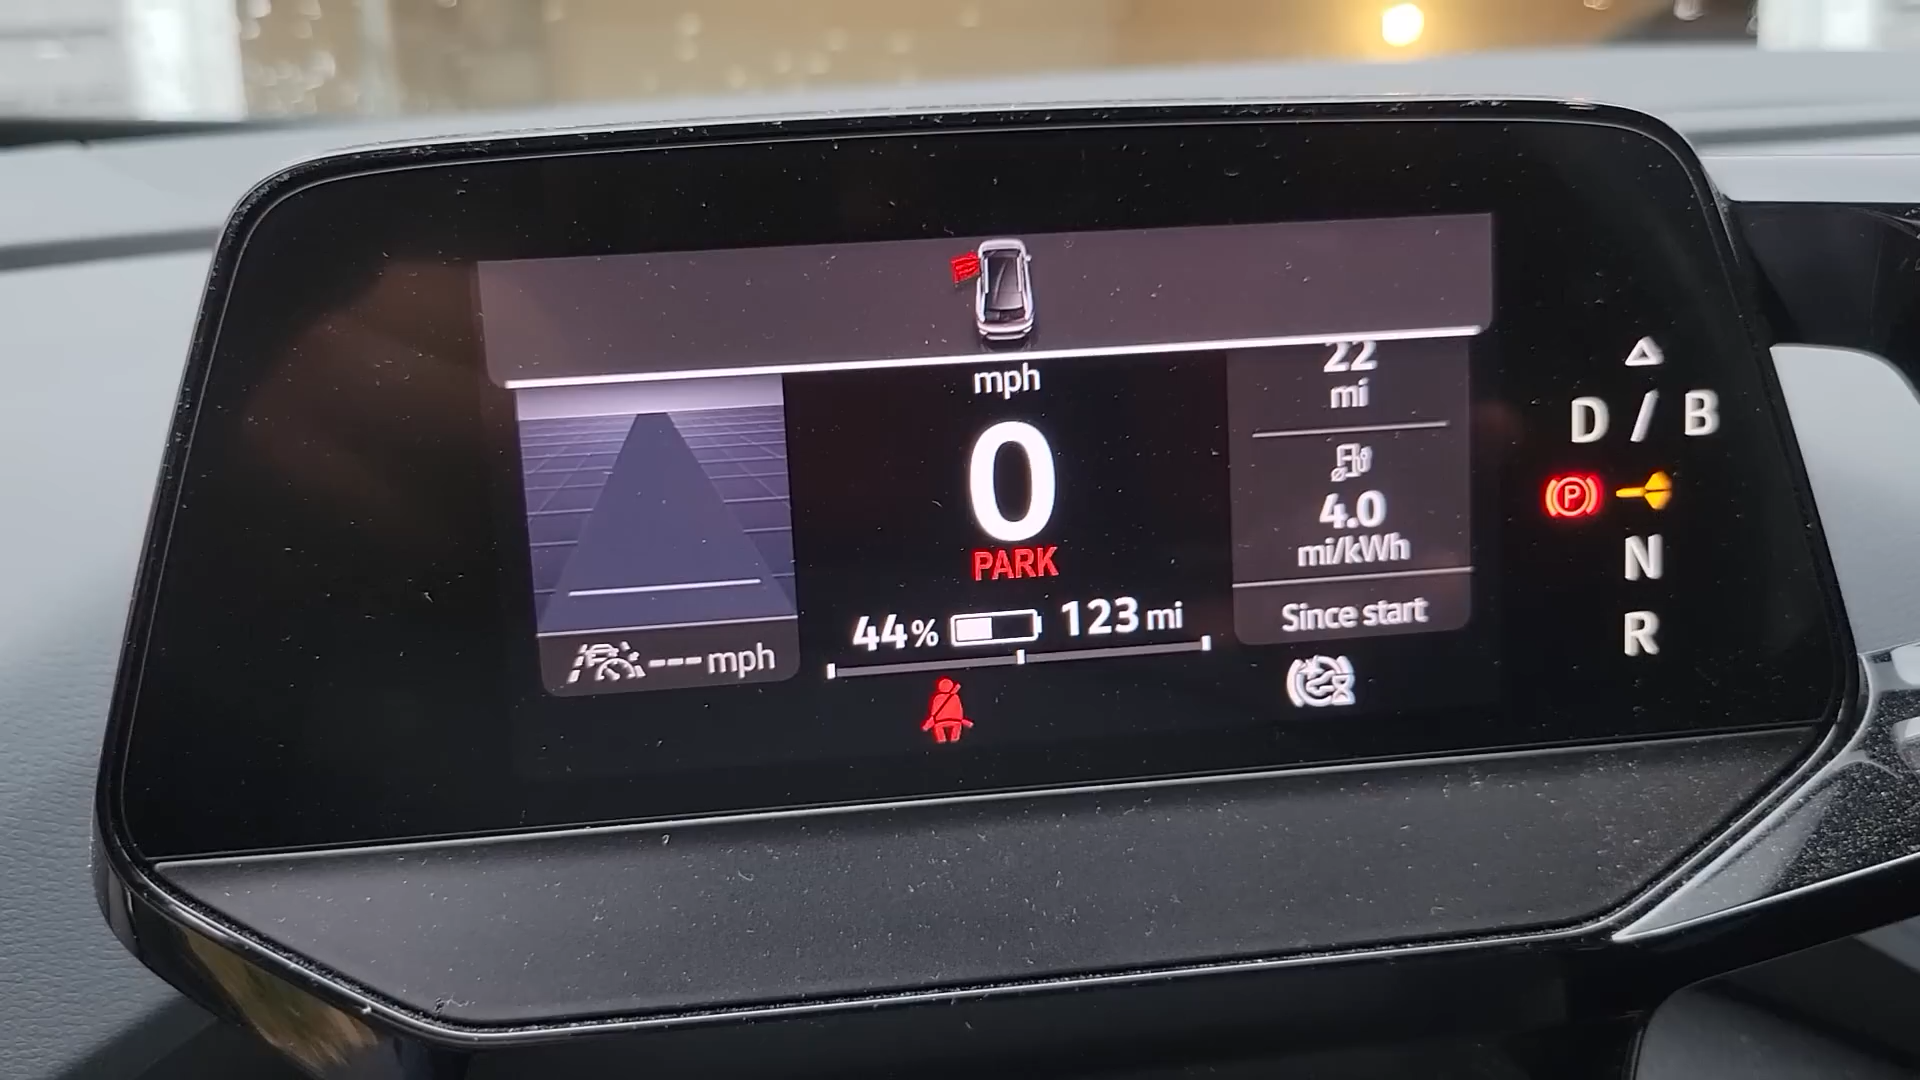 mph
0
PARK
44% 123 mi
--- mph
22
mi
4.0
mi/kWh
Since start
D / B
P
N
R